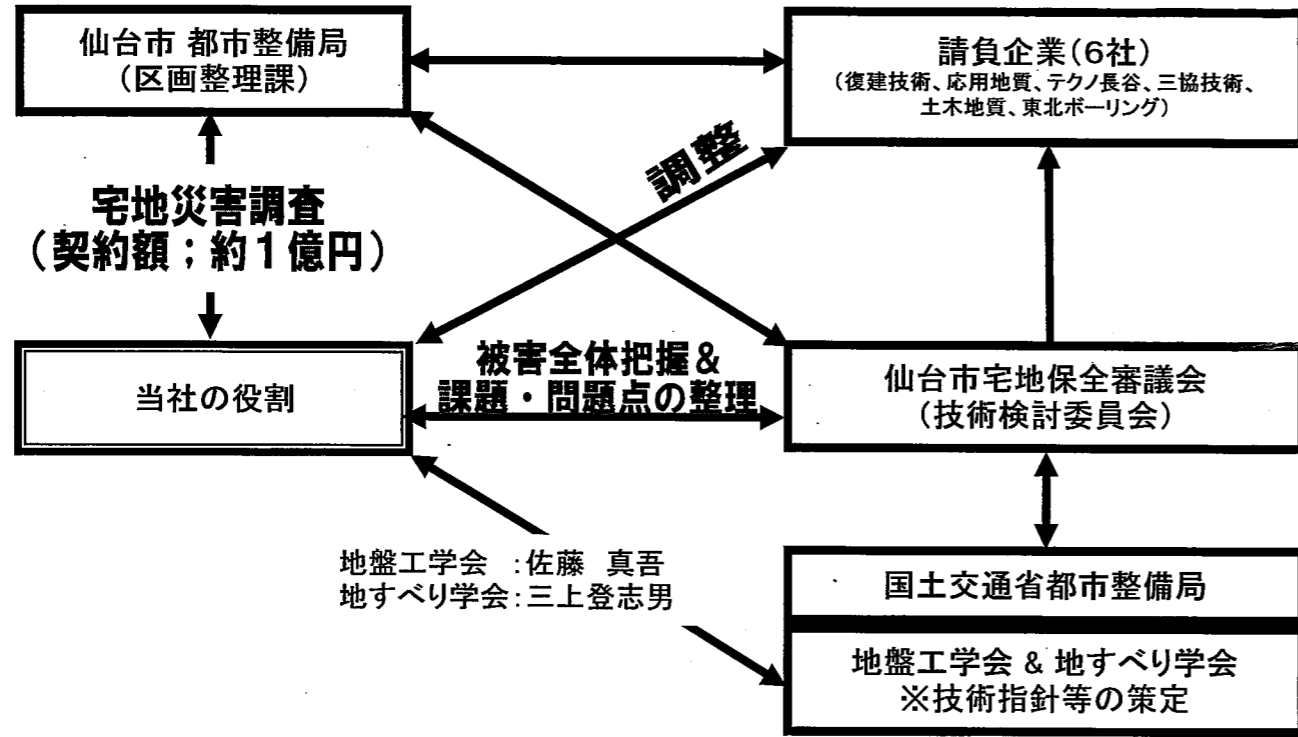 仙台市 都市整備局
(区画整理課)
請負企業(6社)
(復建技術、応用地質、テクノ長谷、三協技術、
土木地質、東北ボーリング)
調整
宅地災害調査
(契約額；約1億円)
被害全体把握&
課題・問題点の整理
当社の役割
仙台市宅地保全審議会
(技術検討委員会)
地盤工学会 :佐藤 真吾
地すべり学会:三上登志男
国土交通省都市整備局
地盤工学会 & 地すべり学会
※技術指針等の策定